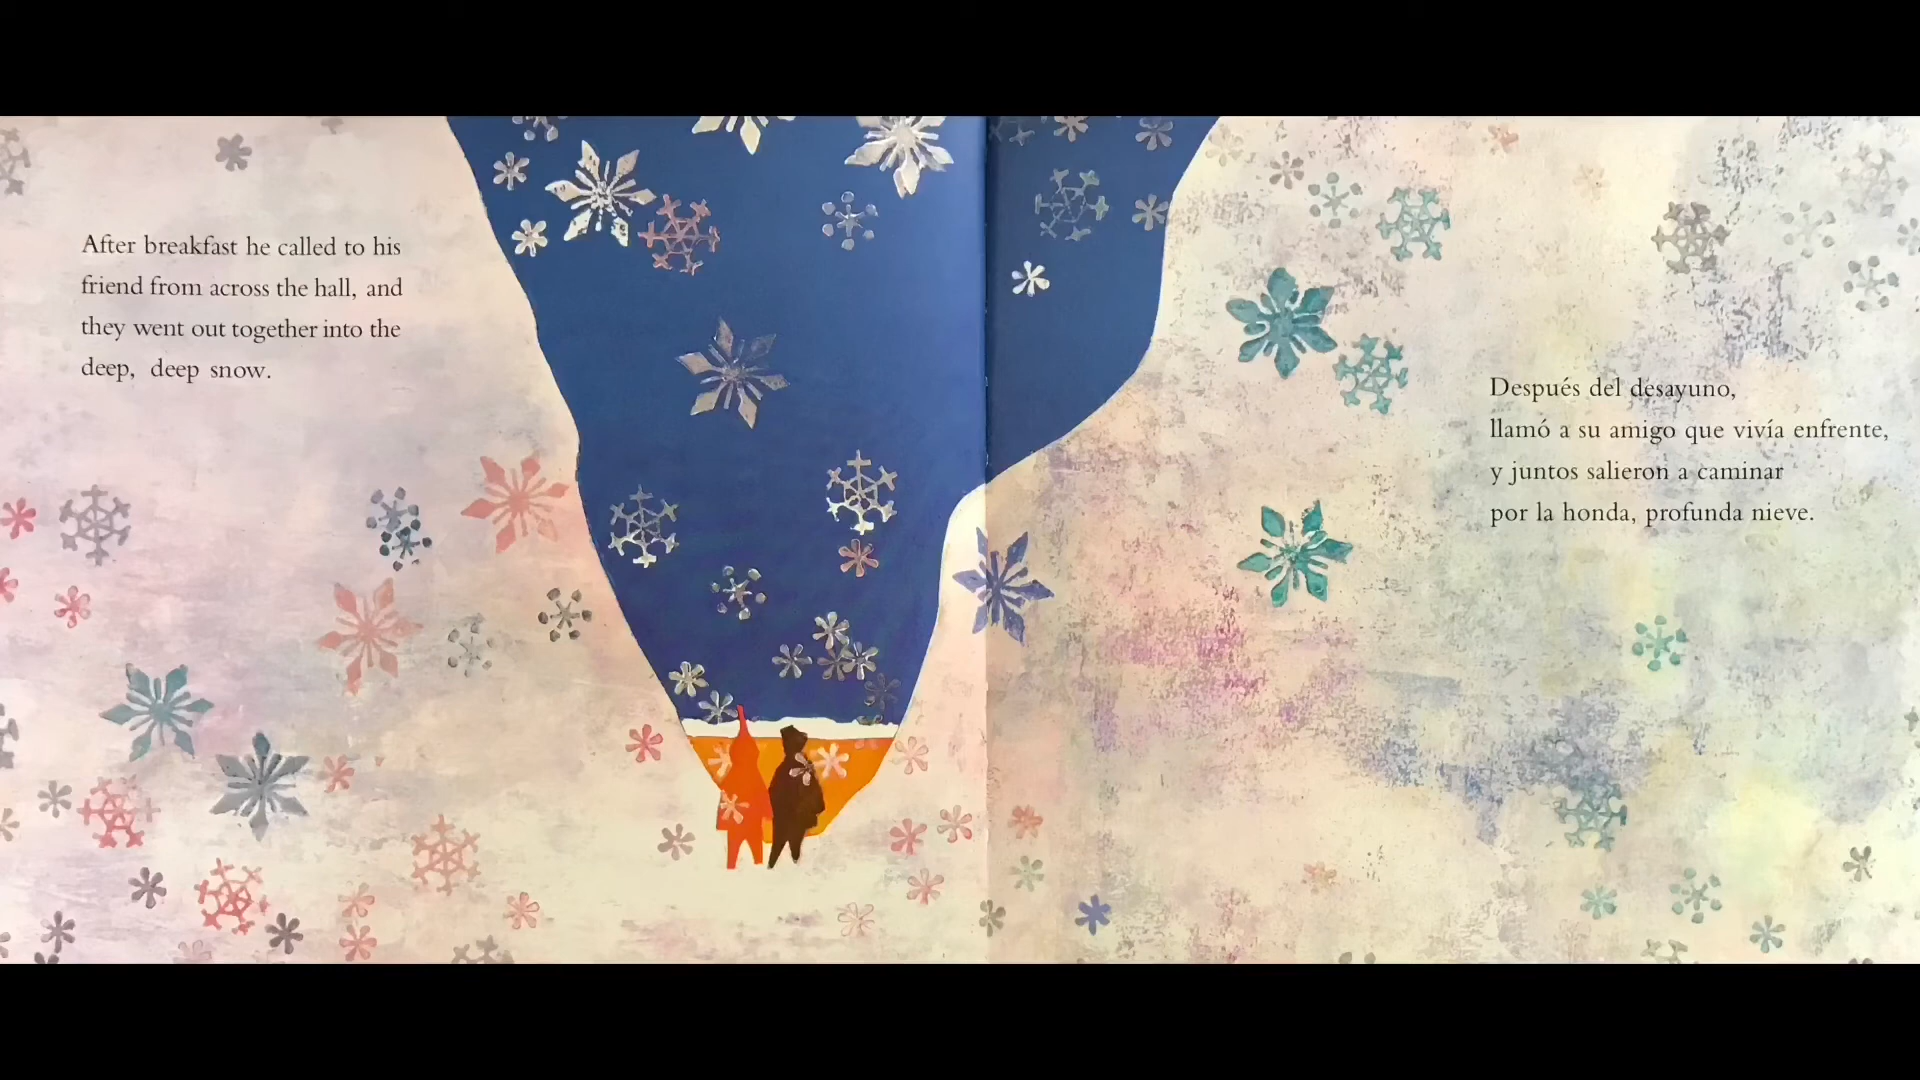 After breakfast he called to his
friend from across the hall, and
they went out together into the
deep, deep snow.
Después del desayuno,
llamó a su amigo que vivía enfrente,
y juntos salieron a caminar
por la honda, profunda nieve.